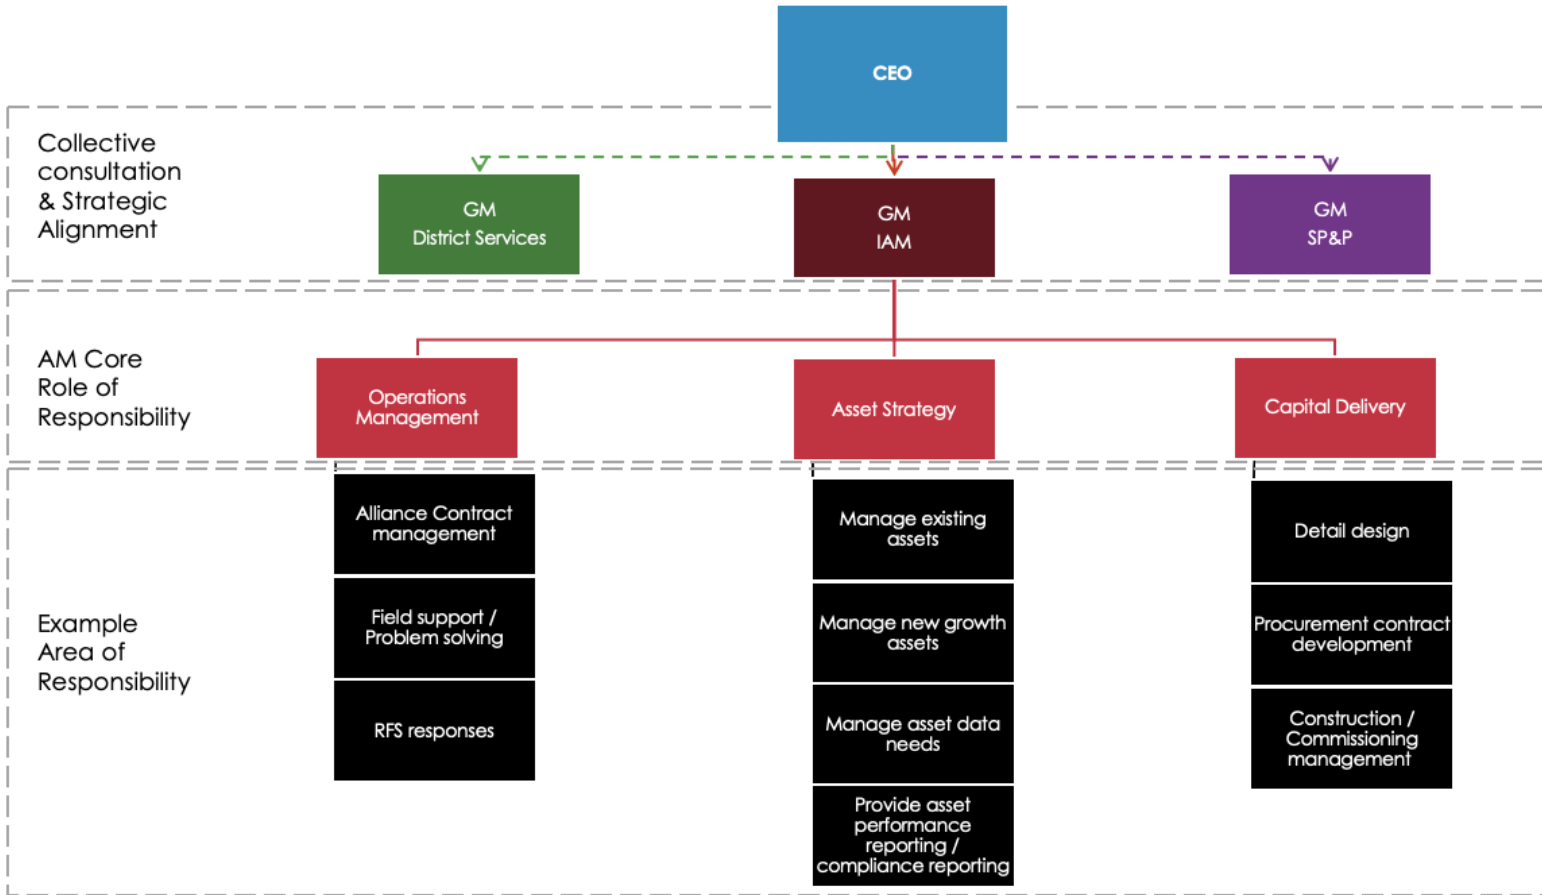 CEO
Collective
consultation
& Strategic
Alignment
GM
District Services
GM
IAM
GM
SP&P
AM Core
Role of
Responsibility
Operations
Management
Asset Strategy
Capital Delivery
Example
Area of
Responsibility
Alliance Contract
management
Field support /
Problem solving
RFS responses
Manage existing
assets
Manage new growth
assets
Manage asset data
needs
Provide asset
performance
reporting /
compliance reporting
Detail design
Procurement contract
development
Construction /
Commissioning
management